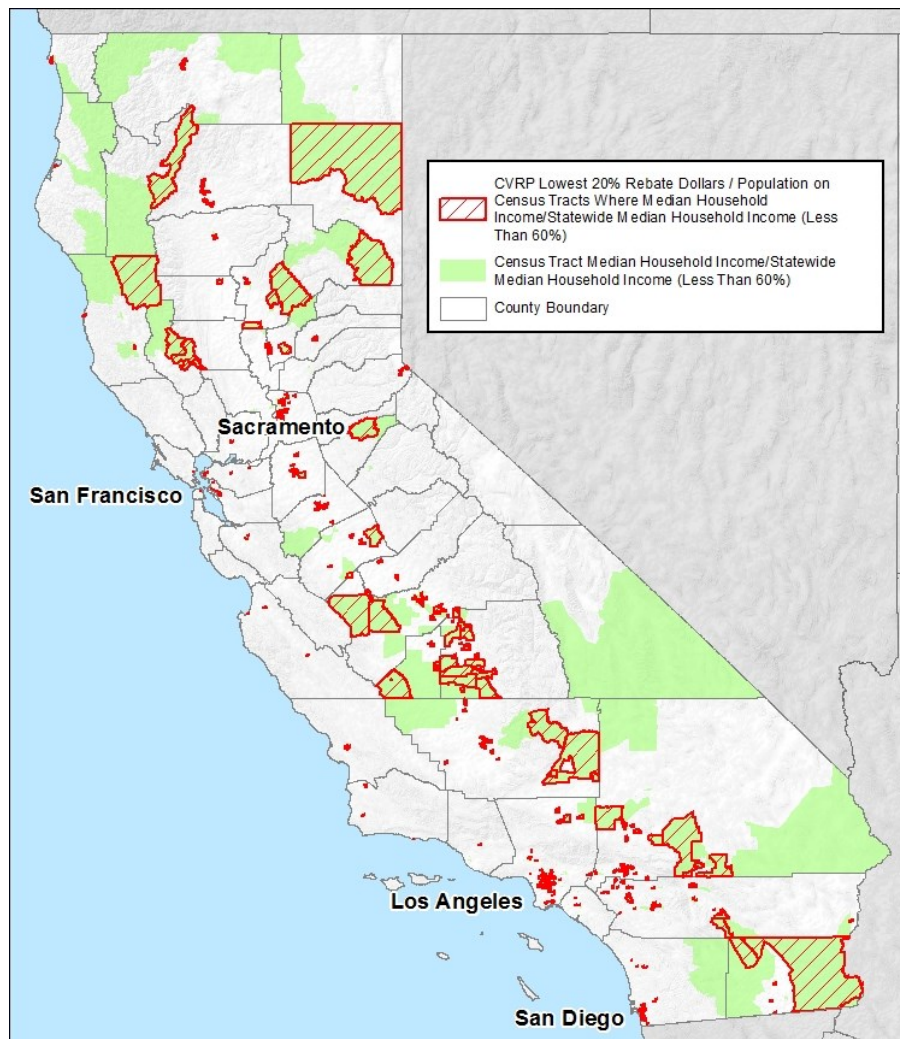 CVRP Lowest 20% Rebate Dollars / Population on
Census Tracts Where Median Household
Income/Statewide Median Household Income (Less
Than 60%)
Census Tract Median Household Income/Statewide
Median Household Income (Less Than 60%)
County Boundary
Sacramento
San Francisco
Los Angeles
San Diego